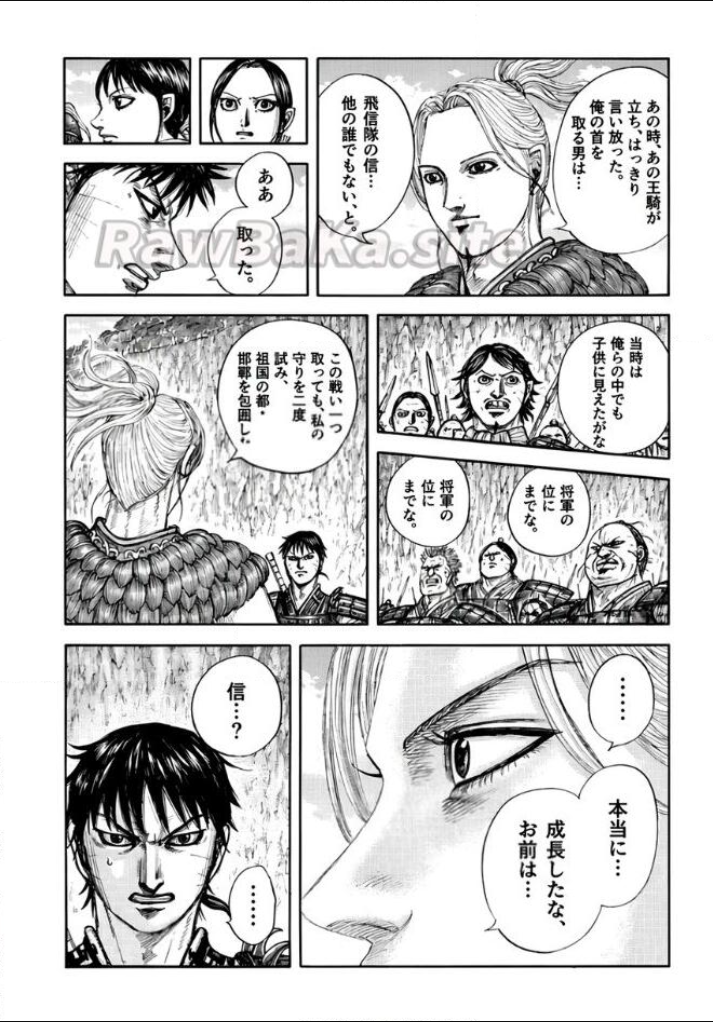 あの時、あの王騎が
立ち、はっきり
言い放った。
俺の首を
取る男は…
飛信隊の信…
他の誰でもない、と。
ああ
取った。
RawBaKa.site
当時は
俺らの中でも
子供に見えたがな
将軍の
位に
までな。
将軍の
位に
までな。
この戦い一つ
取っても、私の
守りを二度
試み、
祖国の都・
邯鄲を包囲し。
……
本当に…
成長したな、
お前は…
信…？
……